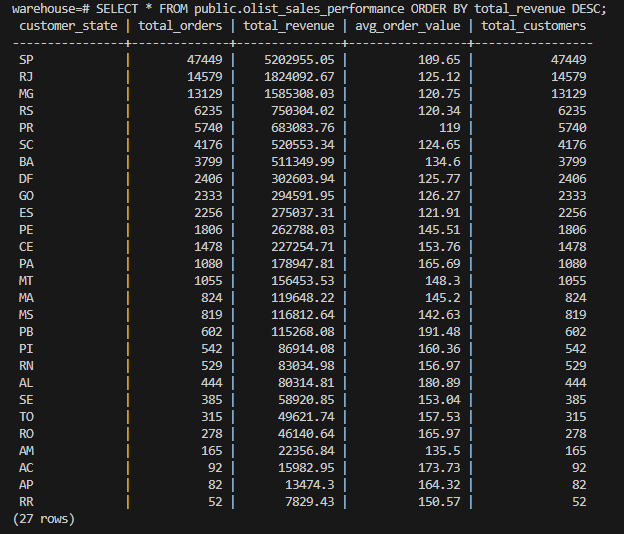 warehouse=# SELECT * FROM public.olist_sales_performance ORDER BY total_revenue DESC;
 customer_state | total_orders | total_revenue | avg_order_value | total_customers
----------------+--------------+---------------+-----------------+-----------------
 SP             |        47449 |    5202955.05 |          109.65 |           47449
 RJ             |        14579 |    1824092.67 |          125.12 |           14579
 MG             |        13129 |    1585308.03 |          120.75 |           13129
 RS             |         6235 |     750304.02 |          120.34 |            6235
 PR             |         5740 |     683083.76 |             119 |            5740
 SC             |         4176 |     520553.34 |          124.65 |            4176
 BA             |         3799 |     511349.99 |           134.6 |            3799
 DF             |         2406 |     302603.94 |          125.77 |            2406
 GO             |         2333 |     294591.95 |          126.27 |            2333
 ES             |         2256 |     275037.31 |          121.91 |            2256
 PE             |         1806 |     262788.03 |          145.51 |            1806
 CE             |         1478 |     227254.71 |          153.76 |            1478
 PA             |         1080 |     178947.81 |          165.69 |            1080
 MT             |         1055 |     156453.53 |           148.3 |            1055
 MA             |          824 |     119648.22 |           145.2 |             824
 MS             |          819 |     116812.64 |          142.63 |             819
 PB             |          602 |     115268.08 |          191.48 |             602
 PI             |          542 |      86914.08 |          160.36 |             542
 RN             |          529 |      83034.98 |          156.97 |             529
 AL             |          444 |      80314.81 |          180.89 |             444
 SE             |          385 |      58920.85 |          153.04 |             385
 TO             |          315 |      49621.74 |          157.53 |             315
 RO             |          278 |      46140.64 |          165.97 |             278
 AM             |          165 |      22356.84 |           135.5 |             165
 AC             |           92 |      15982.95 |          173.73 |              92
 AP             |           82 |       13474.3 |          164.32 |              82
 RR             |           52 |       7829.43 |          150.57 |              52
(27 rows)